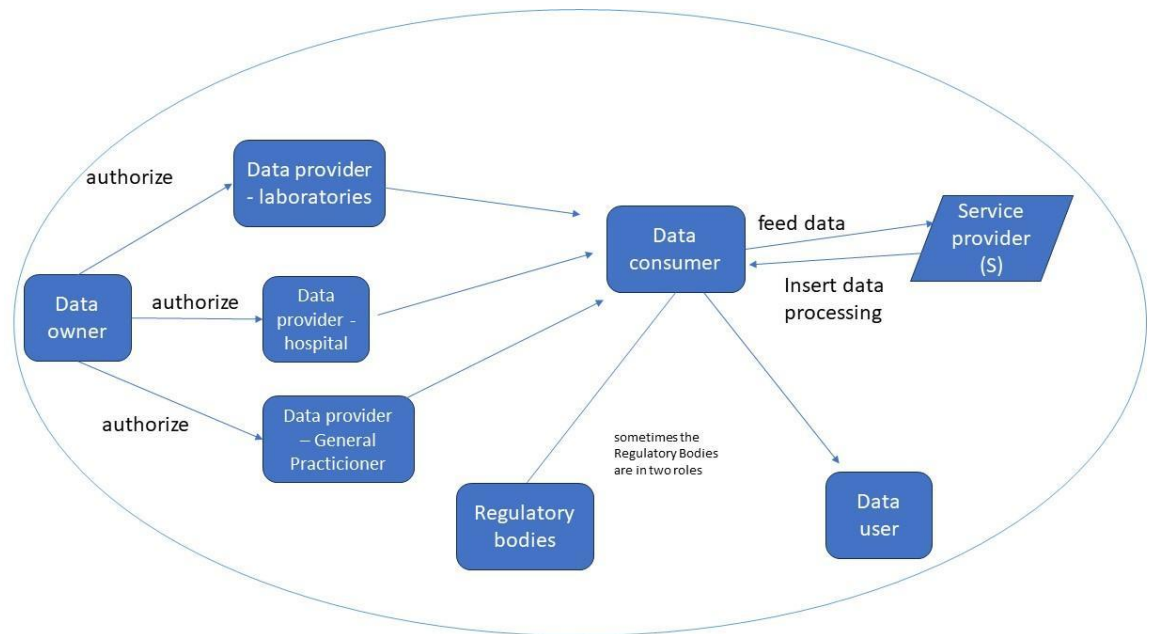 authorize
Data provider
- laboratories
Data
owner
authorize
Data
provider -
hospital
authorize
Data provider
– General
Practicioner
Data
consumer
feed data
Service
provider
(S)
Insert data
processing
sometimes the
Regulatory Bodies
are in two roles
Regulatory
bodies
Data
user